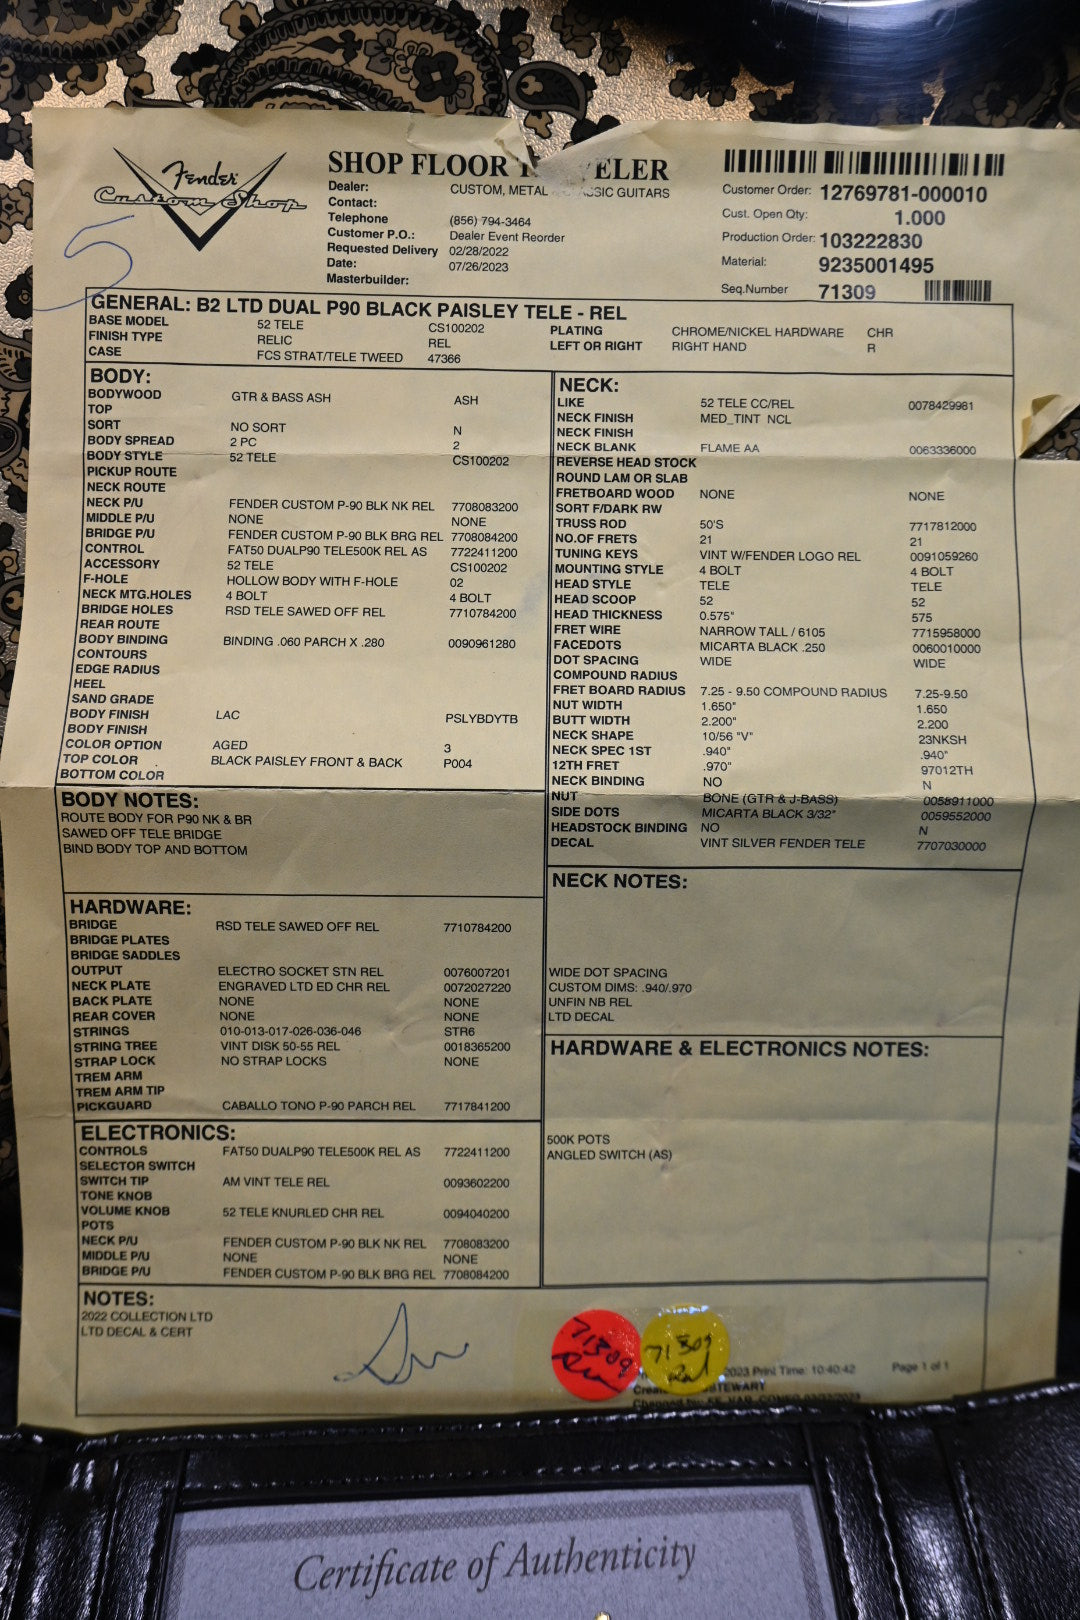 Fender
Custom Shop
SHOP FLOOR
Dealer: CUSTOM, METAL GUITARS
Contact:
Telephone (856) 794-3464
Customer P.O.: Dealer Event Reorder
Requested Delivery 02/28/2022
Date: 07/26/2023
Masterbuilder:
Customer Order: 12769781-000010
Cust. Open Qty: 1.000
Production Order: 103222830
Material: 9235001495
Seq.Number 71309
5
GENERAL: B2 LTD DUAL P90 BLACK PAISLEY TELE - REL
BASE MODEL 52 TELE CS100202
FINISH TYPE RELIC REL
CASE FCS STRAT/TELE TWEED 47366
PLATING CHROME/NICKEL HARDWARE CHR
LEFT OR RIGHT RIGHT HAND R
BODY:
BODYWOOD GTR & BASS ASH ASH
TOP
SORT NO SORT N
BODY SPREAD 2 PC 2
BODY STYLE 52 TELE CS100202
PICKUP ROUTE
NECK ROUTE
NECK P/U FENDER CUSTOM P-90 BLK NK REL 7708083200
MIDDLE P/U NONE NONE
BRIDGE P/U FENDER CUSTOM P-90 BLK BRG REL 7708084200
CONTROL FAT50 DUALP90 TELE500K REL AS 7722411200
ACCESSORY 52 TELE CS100202
F-HOLE HOLLOW BODY WITH F-HOLE 02
NECK MTG.HOLES 4 BOLT 4 BOLT
BRIDGE HOLES RSD TELE SAWED OFF REL 7710784200
REAR ROUTE
BODY BINDING BINDING .060 PARCH X .280 0090961280
CONTOURS
EDGE RADIUS
HEEL
SAND GRADE
BODY FINISH LAC PSLYBDYTB
BODY FINISH
COLOR OPTION AGED 3
TOP COLOR BLACK PAISLEY FRONT & BACK P004
BOTTOM COLOR
NECK:
LIKE 52 TELE CC/REL 0078429981
NECK FINISH MED_TINT NCL
NECK FINISH
NECK BLANK FLAME AA 0063336000
REVERSE HEAD STOCK
ROUND LAM OR SLAB
FRETBOARD WOOD NONE NONE
SORT F/DARK RW
TRUSS ROD 50'S 7717812000
NO.OF FRETS 21 21
TUNING KEYS VINT W/FENDER LOGO REL 0091059260
MOUNTING STYLE 4 BOLT 4 BOLT
HEAD STYLE TELE TELE
HEAD SCOOP 52 52
HEAD THICKNESS 0.575" 575
FRET WIRE NARROW TALL / 6105 7715958000
FACEDOTS MICARTA BLACK .250 0060010000
DOT SPACING WIDE WIDE
COMPOUND RADIUS
FRET BOARD RADIUS 7.25 - 9.50 COMPOUND RADIUS 7.25-9.50
NUT WIDTH 1.650" 1.650
BUTT WIDTH 2.200" 2.200
NECK SHAPE 10/56 "V" 23NKSH
NECK SPEC 1ST .940" .940"
12TH FRET .970" 97012TH
NECK BINDING NO N
NUT BONE (GTR & J-BASS) 0058911000
SIDE DOTS MICARTA BLACK 3/32" 0059552000
HEADSTOCK BINDING NO N
DECAL VINT SILVER FENDER TELE 7707030000
BODY NOTES:
ROUTE BODY FOR P90 NK & BR
SAWED OFF TELE BRIDGE
BIND BODY TOP AND BOTTOM
NECK NOTES:
WIDE DOT SPACING
CUSTOM DIMS: .940/.970
UNFIN NB REL
LTD DECAL
HARDWARE:
BRIDGE RSD TELE SAWED OFF REL 7710784200
BRIDGE PLATES
BRIDGE SADDLES
OUTPUT ELECTRO SOCKET STN REL 0076007201
NECK PLATE ENGRAVED LTD ED CHR REL 0072027220
BACK PLATE NONE NONE
REAR COVER NONE NONE
STRINGS 010-013-017-026-036-046 STR6
STRING TREE VINT DISK 50-55 REL 0018365200
STRAP LOCK NO STRAP LOCKS NONE
TREM ARM
TREM ARM TIP
PICKGUARD CABALLO TONO P-90 PARCH REL 7717841200
HARDWARE & ELECTRONICS NOTES:
500K POTS
ANGLED SWITCH (AS)
ELECTRONICS:
CONTROLS FAT50 DUALP90 TELE500K REL AS 7722411200
SELECTOR SWITCH
SWITCH TIP AM VINT TELE REL 0093602200
TONE KNOB
VOLUME KNOB 52 TELE KNURLED CHR REL 0094040200
POTS
NECK P/U FENDER CUSTOM P-90 BLK NK REL 7708083200
MIDDLE P/U NONE NONE
BRIDGE P/U FENDER CUSTOM P-90 BLK BRG REL 7708084200
NOTES:
2022 COLLECTION LTD
LTD DECAL & CERT
71309
71309
Rel
2023 Print Time: 10:40:42 Page 1 of 1
Certificate of Authenticity